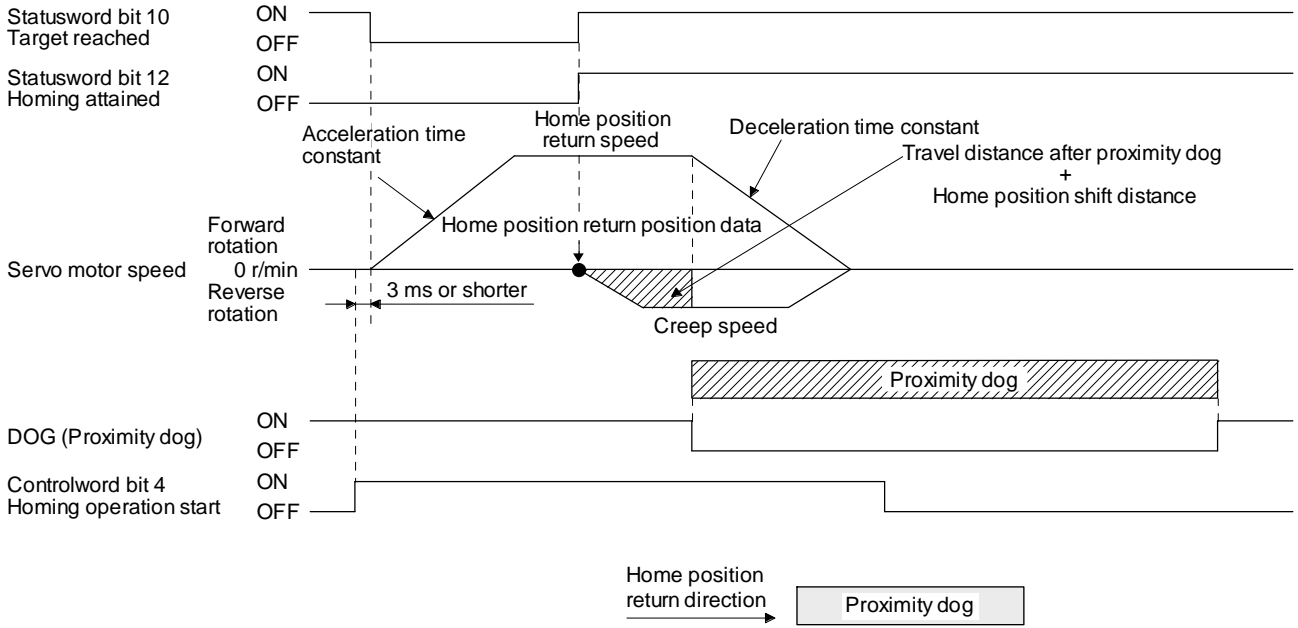 Statusword bit 10
Target reached
ON
OFF
Statusword bit 12
Homing attained
ON
OFF
Acceleration time
constant
Home position
return speed
Deceleration time constant
Travel distance after proximity dog
+
Home position shift distance
Home position return position data
Servo motor speed
Forward
rotation
0 r/min
Reverse
rotation
3 ms or shorter
Creep speed
Proximity dog
DOG (Proximity dog)
ON
OFF
Controlword bit 4
Homing operation start
ON
OFF
Home position
return direction
Proximity dog